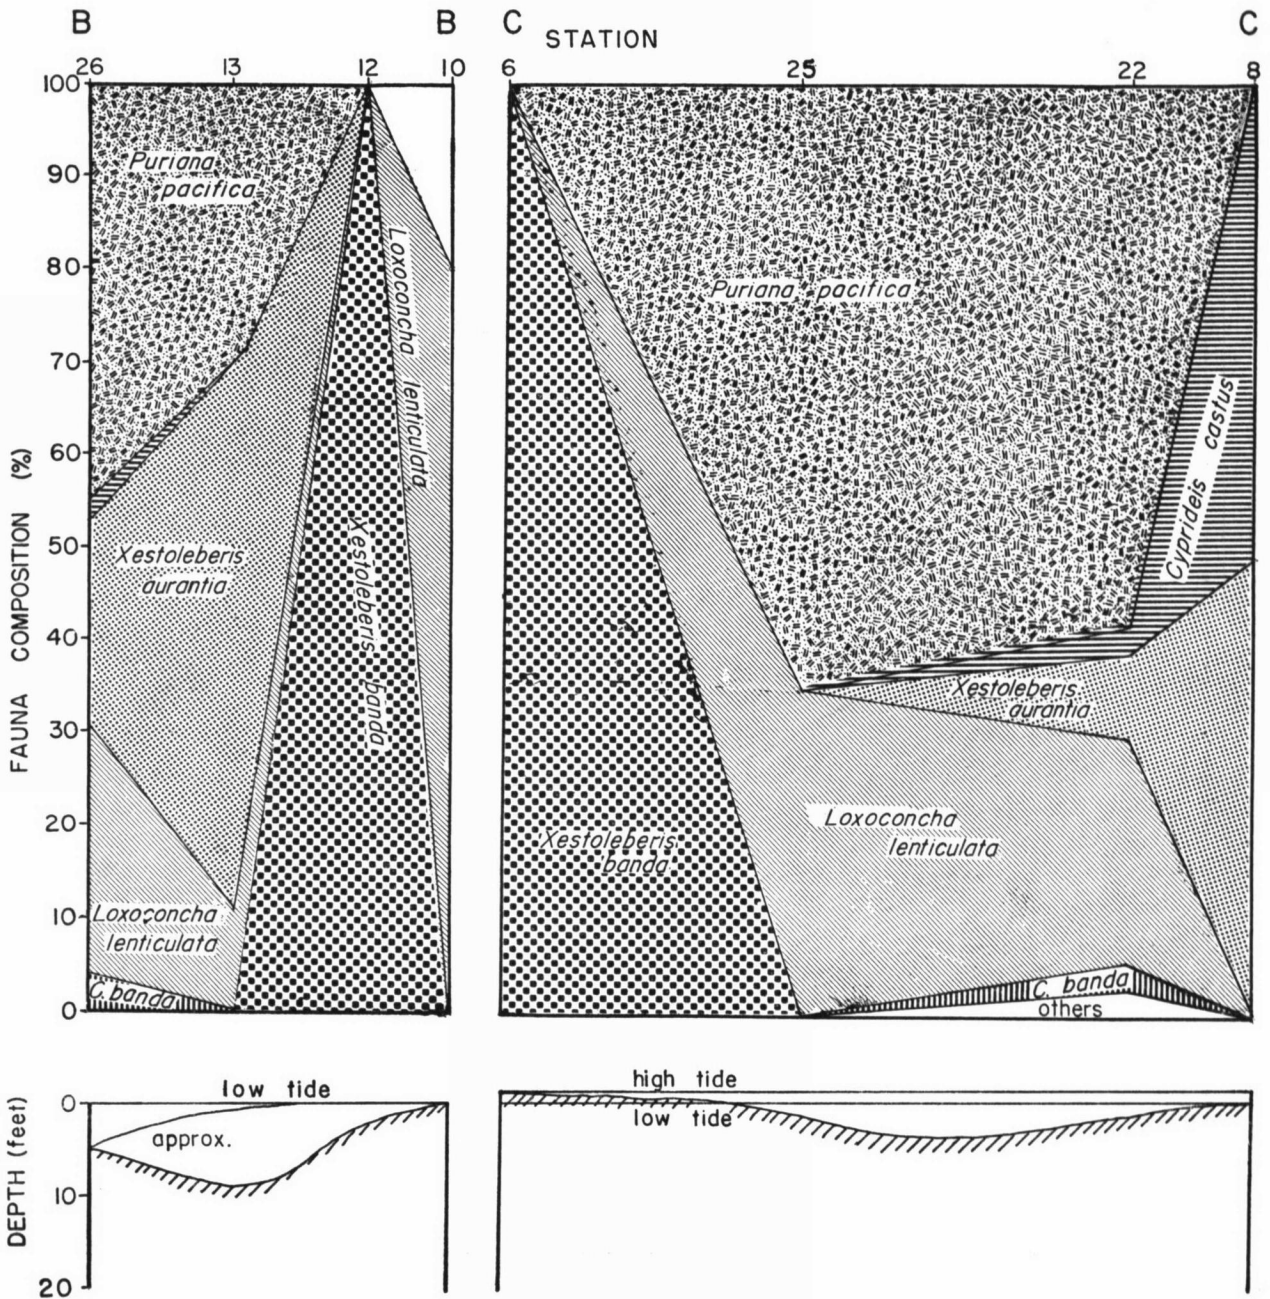 B B C C
STATION
26 13 12 10 6 25 22 8
100
90
80
70
60
50
40
30
20
10
0
FAUNA COMPOSITION (%)
Puriana
pacifica
Xestoleberis
aurantia
Loxoconcha
lenticulata
C. banda
Xestoleberis banda
Loxoconcha lenticulata
Xestoleberis
banda
Puriana pacifica
Cyprideis castus
Xestoleberis
aurantia
Loxoconcha
lenticulata
C. banda
others
DEPTH (feet)
0
10
20
low tide
approx.
high tide
low tide